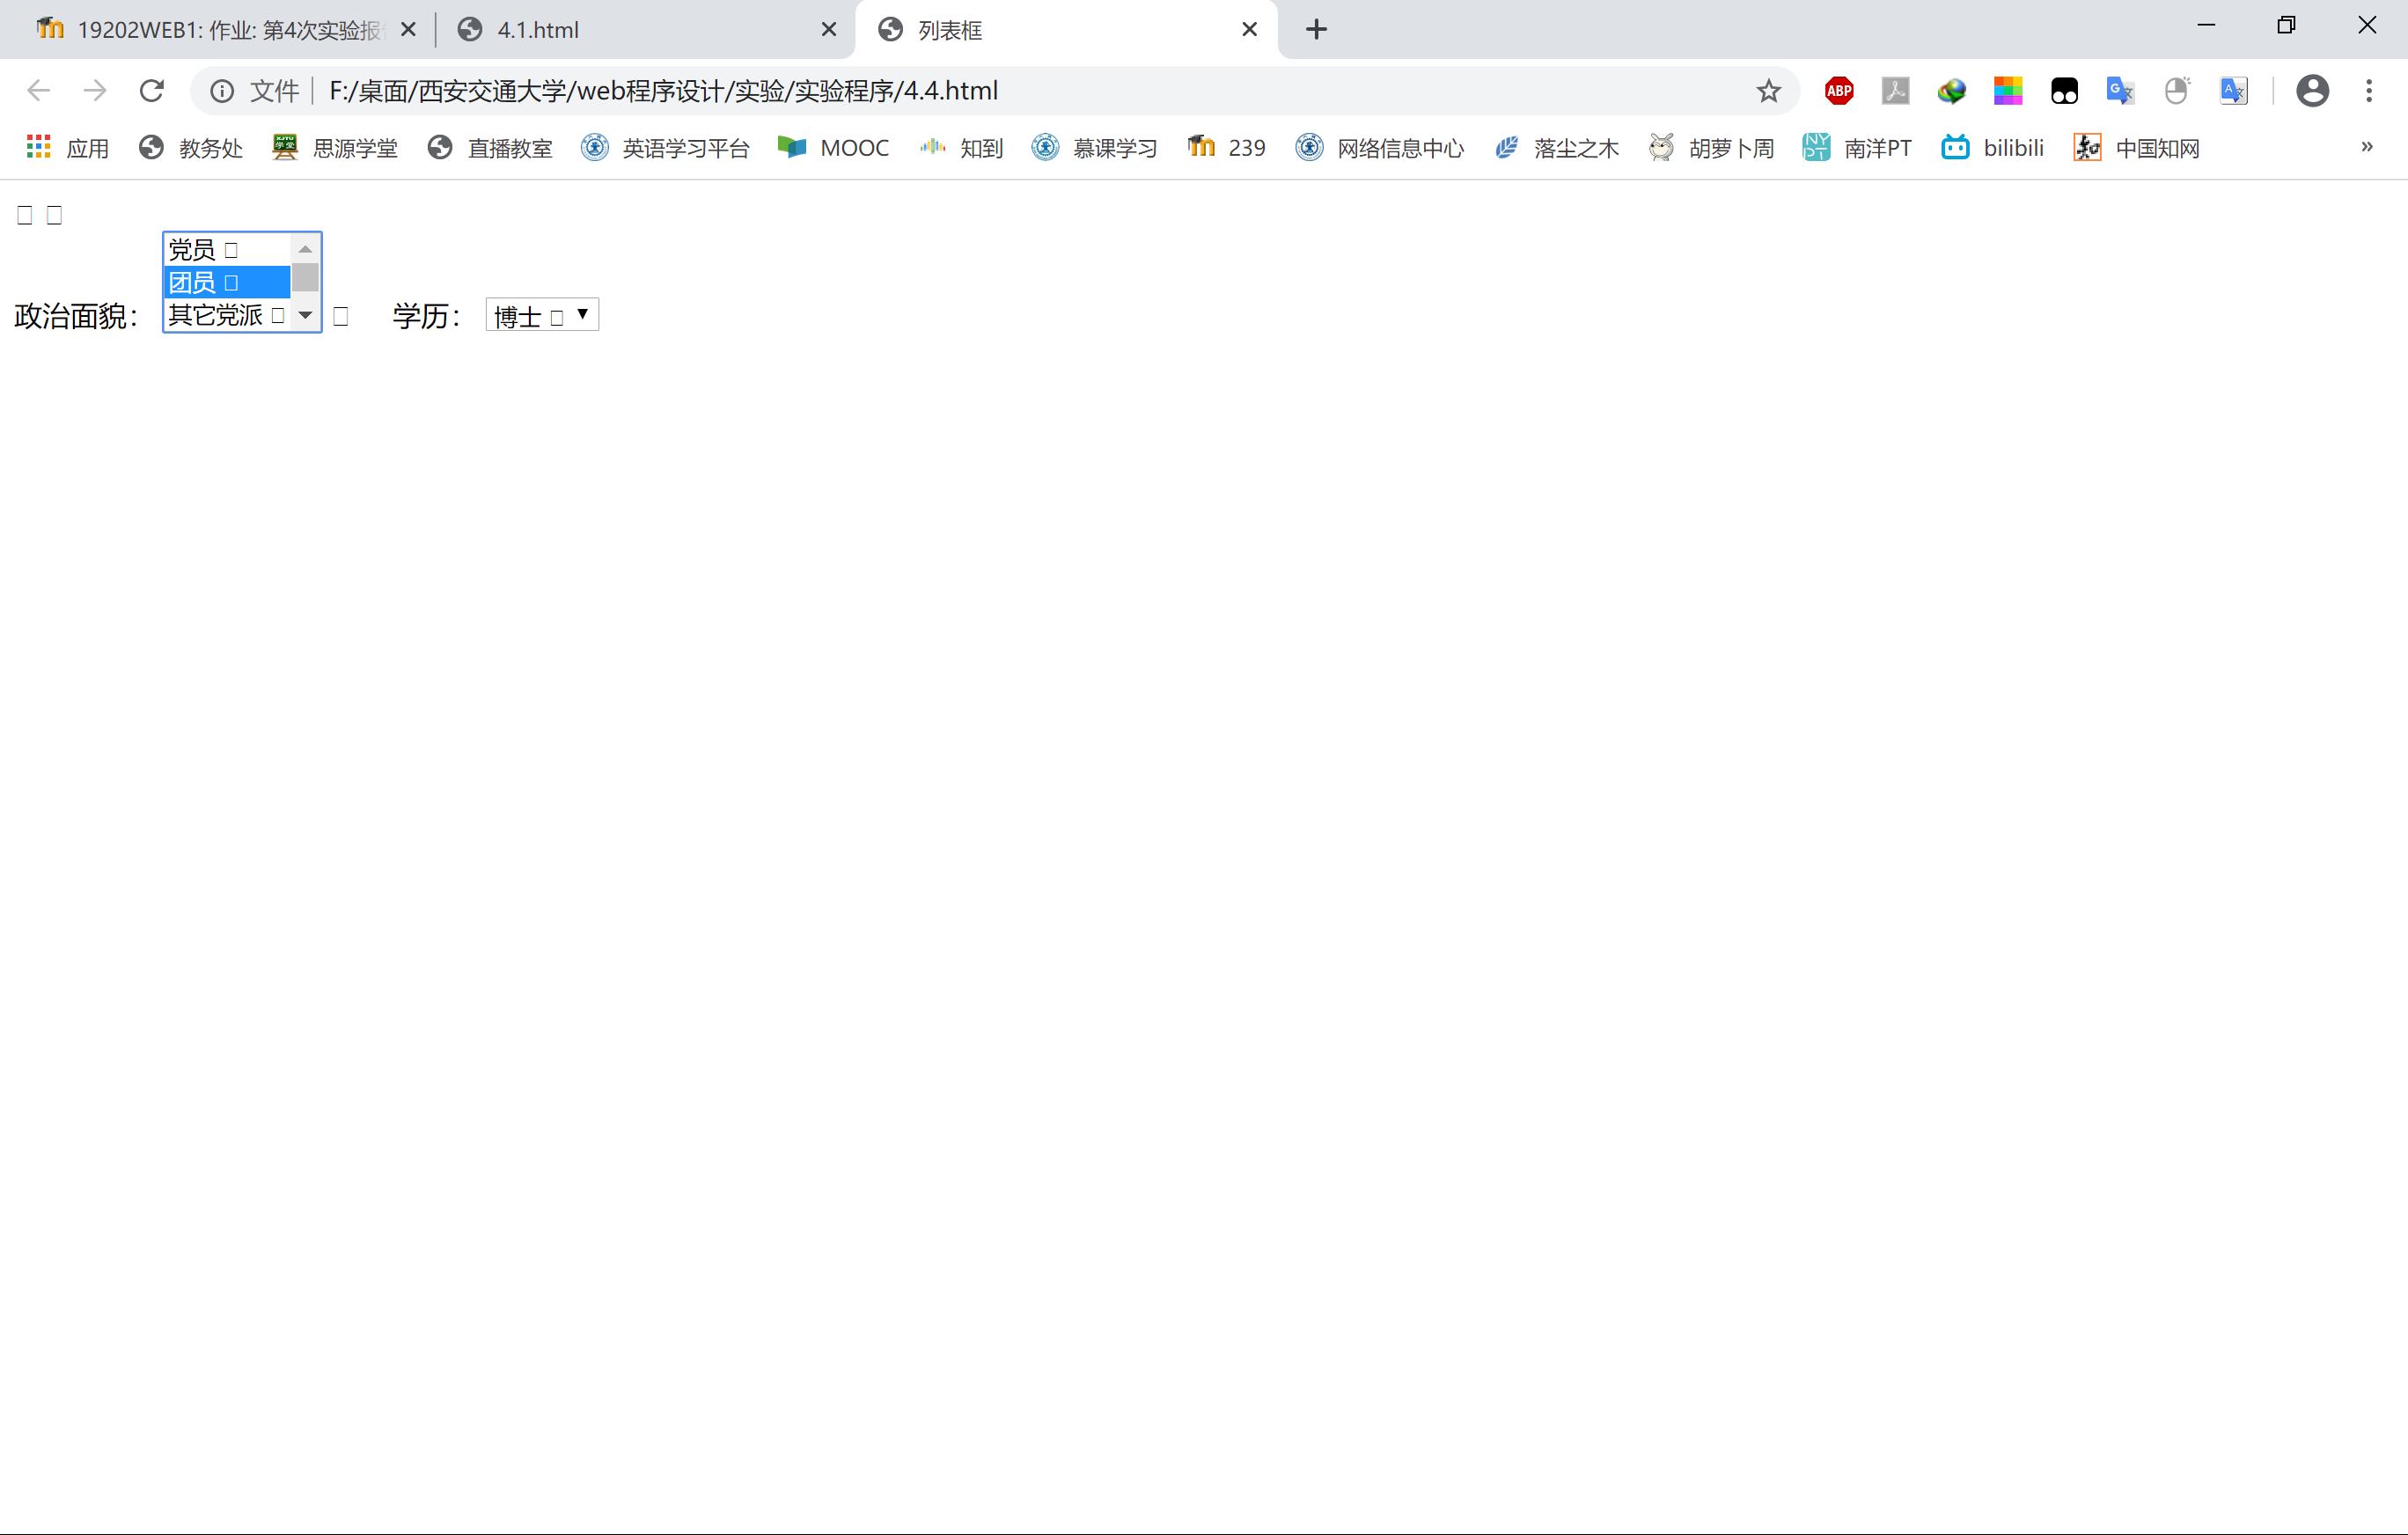 19202WEB1: 作业: 第4次实验报
4.1.html
列表框
文件
F:/桌面/西安交通大学/web程序设计/实验/实验程序/4.4.html
ABP
应用
教务处
思源学堂
直播教室
英语学习平台
MOOC
知到
慕课学习
239
网络信息中心
落尘之木
胡萝卜周
南洋PT
bilibili
中国知网
»
党员
团员
其它党派
政治面貌：
学历：
博士